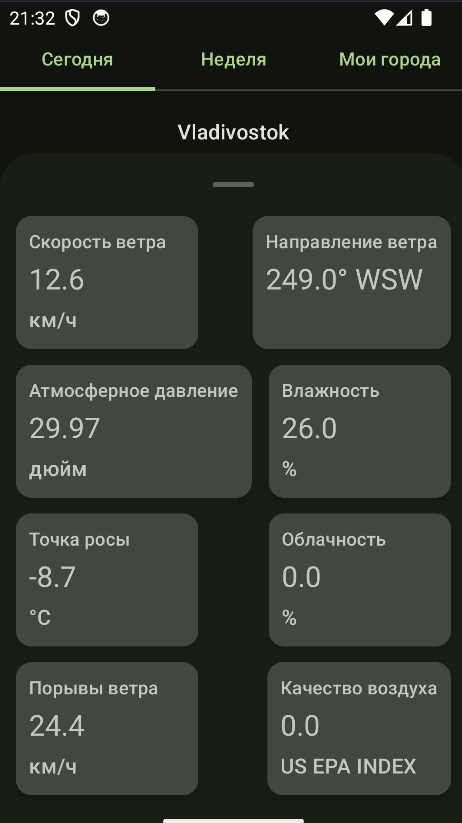 21:32
Сегодня Неделя Мои города
Vladivostok
Скорость ветра
12.6
км/ч
Направление ветра
249.0° WSW
Атмосферное давление
29.97
дюйм
Влажность
26.0
%
Точка росы
-8.7
°C
Облачность
0.0
%
Порывы ветра
24.4
км/ч
Качество воздуха
0.0
US EPA INDEX